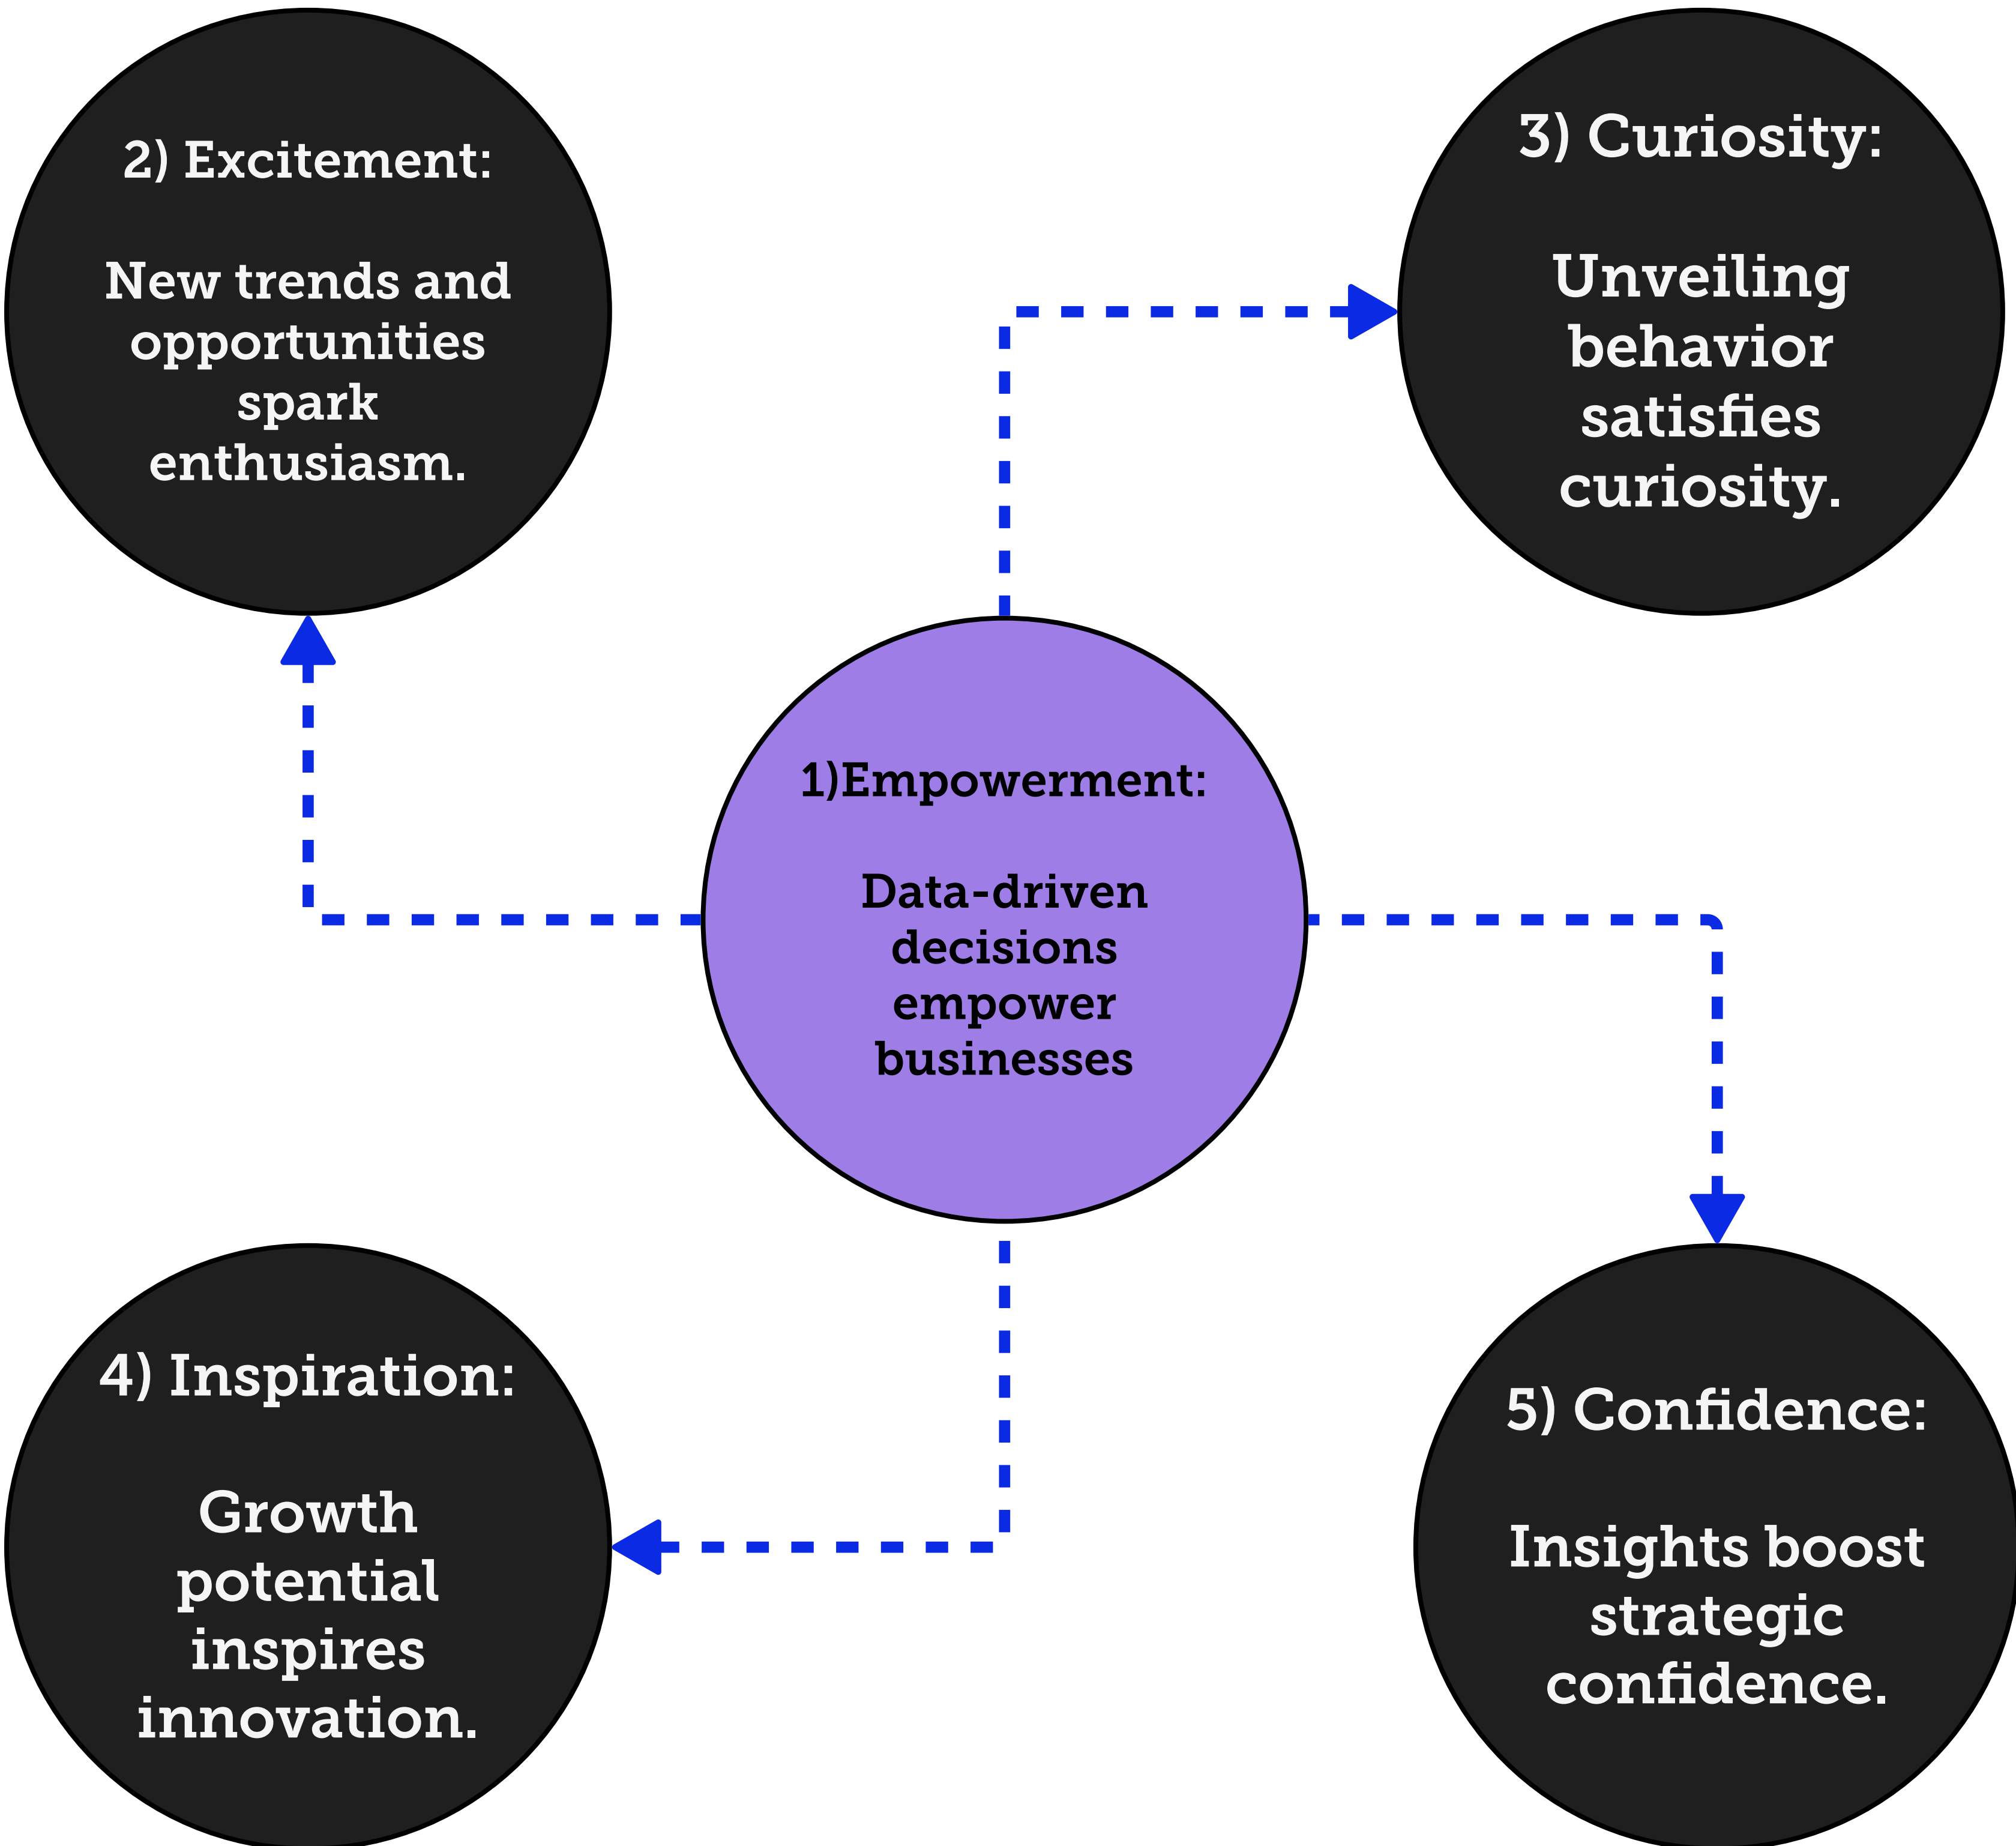 2) Excitement:
New trends and
opportunities
spark
enthusiasm.
3) Curiosity:
Unveiling
behavior
satisfies
curiosity.
1)Empowerment:
Data-driven
decisions
empower
businesses
4) Inspiration:
Growth
potential
inspires
innovation.
5) Confidence:
Insights boost
strategic
confidence.